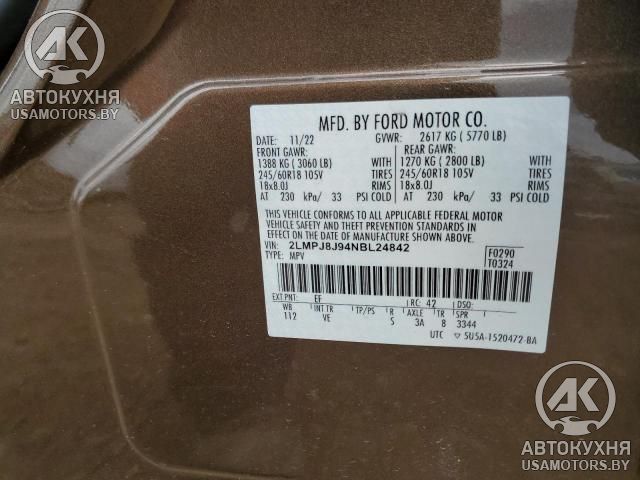 AK
АВТОКУХНЯ
USAMOTORS.BY
MFD. BY FORD MOTOR CO.
DATE: 11/22 GVWR: 2617 KG ( 5770 LB)
FRONT GAWR: REAR GAWR:
1388 KG ( 3060 LB) WITH 1270 KG ( 2800 LB) WITH
245/60R18 105V TIRES 245/60R18 105V TIRES
18x8.0J RIMS 18x8.0J RIMS
AT 230 kPa/ 33 PSI COLD AT 230 kPa/ 33 PSI COLD
THIS VEHICLE CONFORMS TO ALL APPLICABLE FEDERAL MOTOR
VEHICLE SAFETY AND THEFT PREVENTION STANDARDS IN
EFFECT ON THE DATE OF MANUFACTURE SHOWN ABOVE.
VIN: 2LMPJ8J94NBL24842 F0290
TYPE: MPV T0324
EXT PNT: EF RC: 42 DSO:
WB INT TR TP/PS R AXLE TR SPR
112 VE S 3A 8 3344
UTC ▽ 5U5A-1520472-BA
AK
АВТОКУХНЯ
USAMOTORS.BY